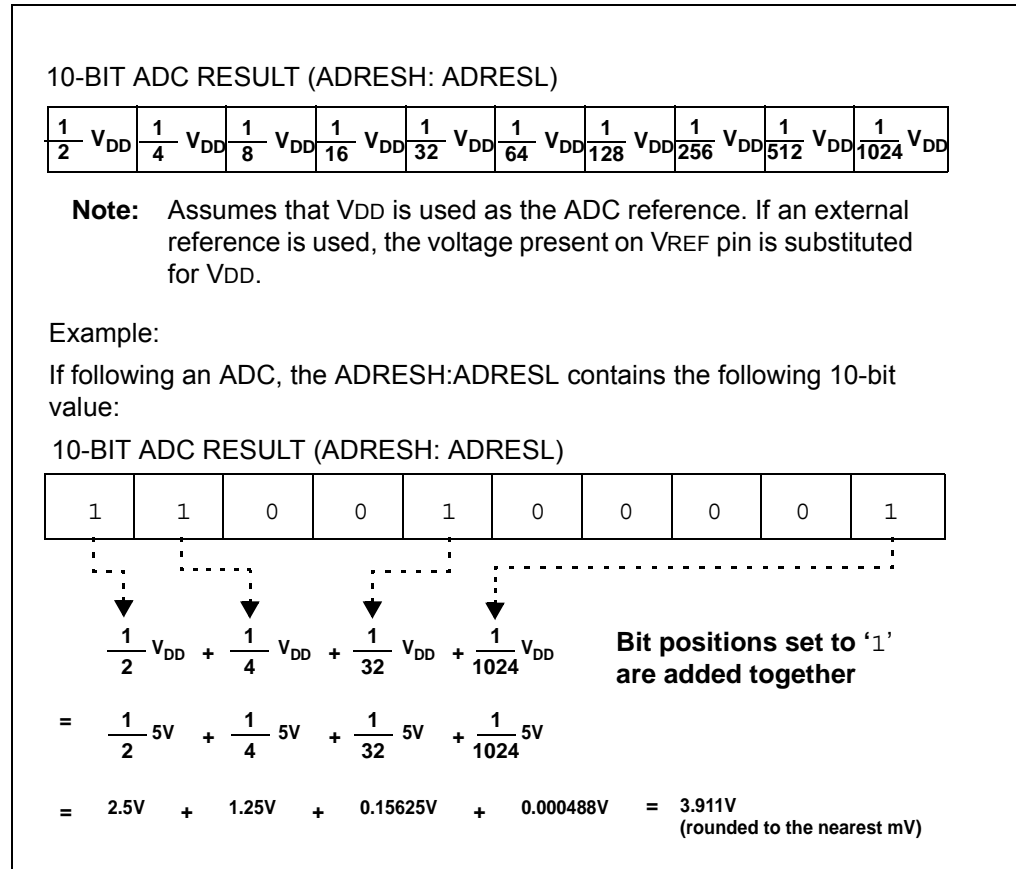 10-BIT ADC RESULT (ADRESH: ADRESL)
1/2 VDD 1/4 VDD 1/8 VDD 1/16 VDD 1/32 VDD 1/64 VDD 1/128 VDD 1/256 VDD 1/512 VDD 1/1024 VDD
Note: Assumes that VDD is used as the ADC reference. If an external
reference is used, the voltage present on VREF pin is substituted
for VDD.
Example:
If following an ADC, the ADRESH:ADRESL contains the following 10-bit
value:
10-BIT ADC RESULT (ADRESH: ADRESL)
1 1 0 0 1 0 0 0 0 1
1/2 VDD + 1/4 VDD + 1/32 VDD + 1/1024 VDD
Bit positions set to ‘1’
are added together
= 1/2 5V + 1/4 5V + 1/32 5V + 1/1024 5V
= 2.5V + 1.25V + 0.15625V + 0.000488V = 3.911V
(rounded to the nearest mV)